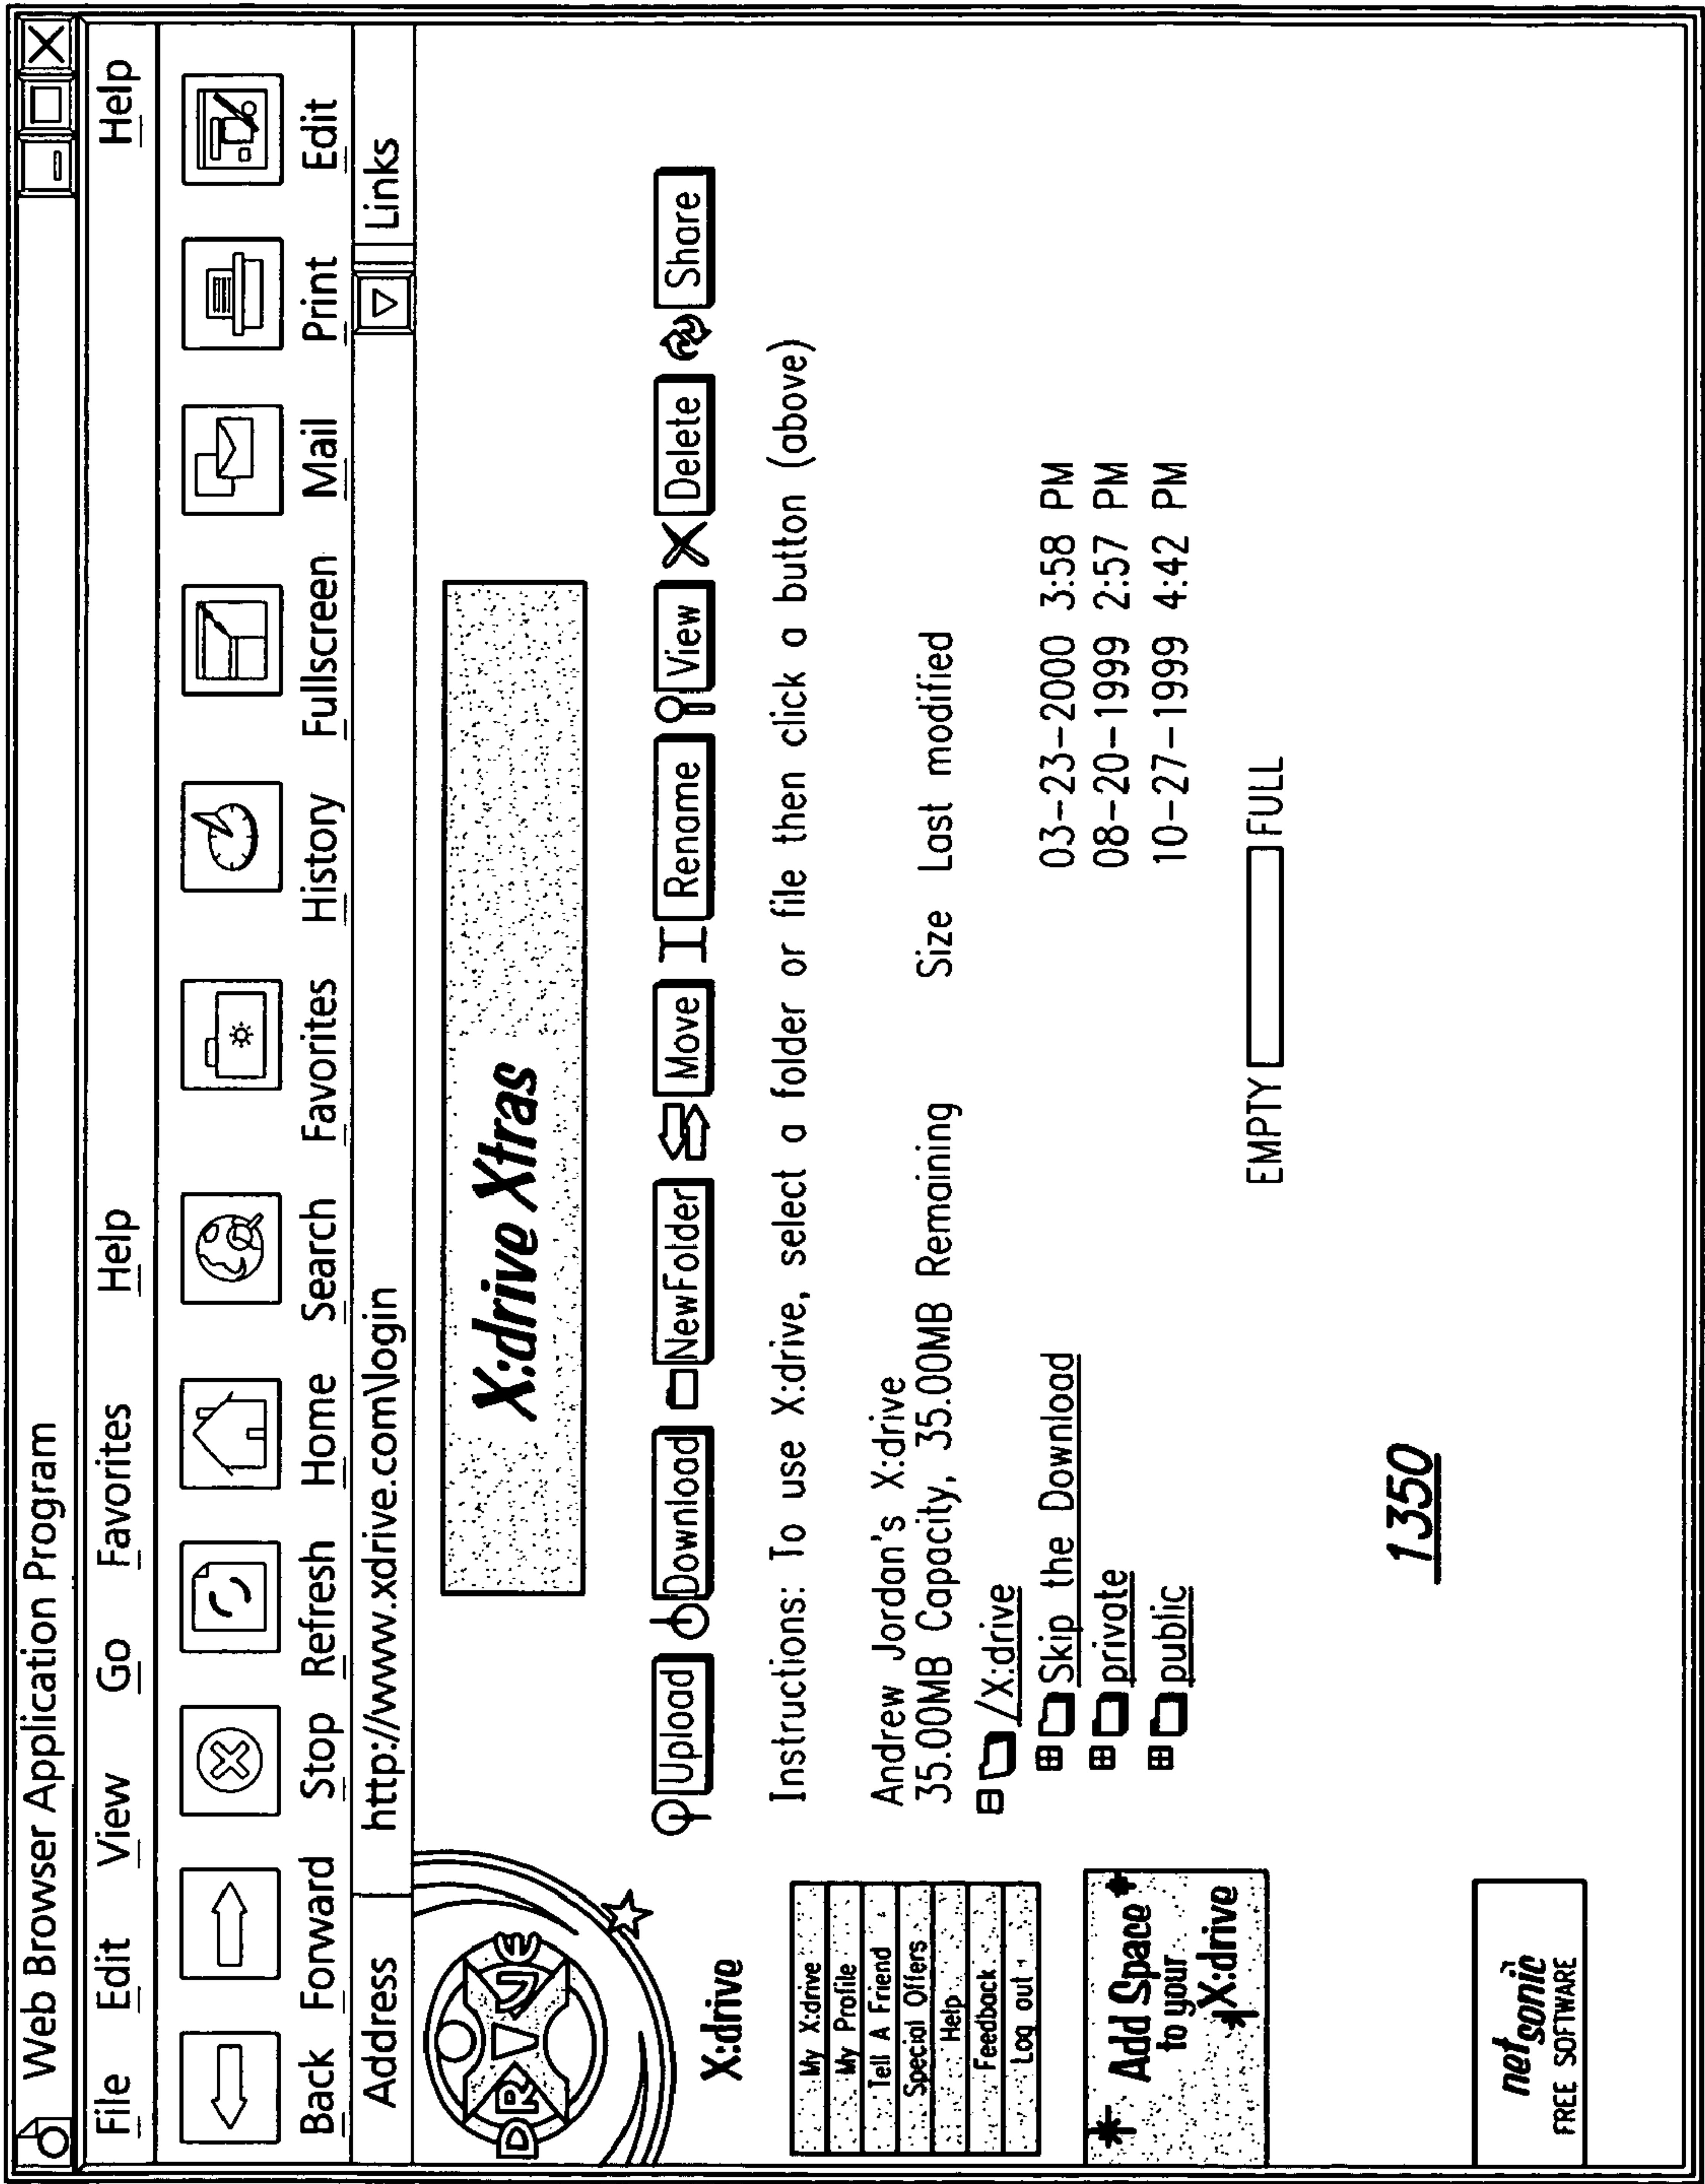 Web Browser Application Program
File Edit View Go Favorites Help Help
Back Forward Stop Refresh Home Search Favorites History Fullscreen Mail Print Edit
Address http://www.xdrive.com\login Links
DRIVE
X:drive Xtras
X:drive
Upload Download NewFolder Move Rename View Delete Share
Instructions: To use X:drive, select a folder or file then click a button (above)
My X:drive
My Profile
Tell A Friend
Special Offers
Help
Feedback
Log out
Andrew Jordan's X:drive
35.00MB Capacity, 35.00MB Remaining Size Last modified
/X:drive
Skip the Download 03-23-2000 3:58 PM
private 08-20-1999 2:57 PM
public 10-27-1999 4:42 PM
EMPTY FULL
Add Space
to your
X:drive
1350
netsonic
FREE SOFTWARE